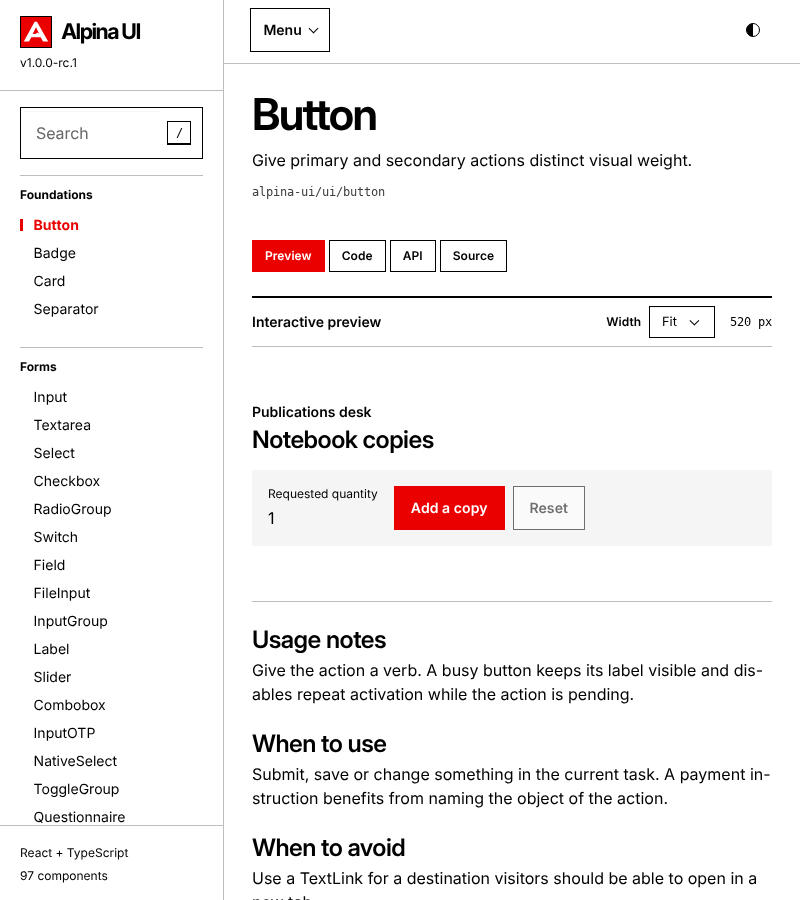 Alpina UI
v1.0.0-rc.1
Search
/
Foundations
Button
Badge
Card
Separator
Forms
Input
Textarea
Select
Checkbox
RadioGroup
Switch
Field
FileInput
InputGroup
Label
Slider
Combobox
InputOTP
NativeSelect
ToggleGroup
Questionnaire
React + TypeScript
97 components
Menu
Button
Give primary and secondary actions distinct visual weight.
alpina-ui/ui/button
Preview
Code
API
Source
Interactive preview
Width
Fit
520 px
Publications desk
Notebook copies
Requested quantity
1
Add a copy
Reset
Usage notes
Give the action a verb. A busy button keeps its label visible and dis-
ables repeat activation while the action is pending.
When to use
Submit, save or change something in the current task. A payment in-
struction benefits from naming the object of the action.
When to avoid
Use a TextLink for a destination visitors should be able to open in a
new tab.